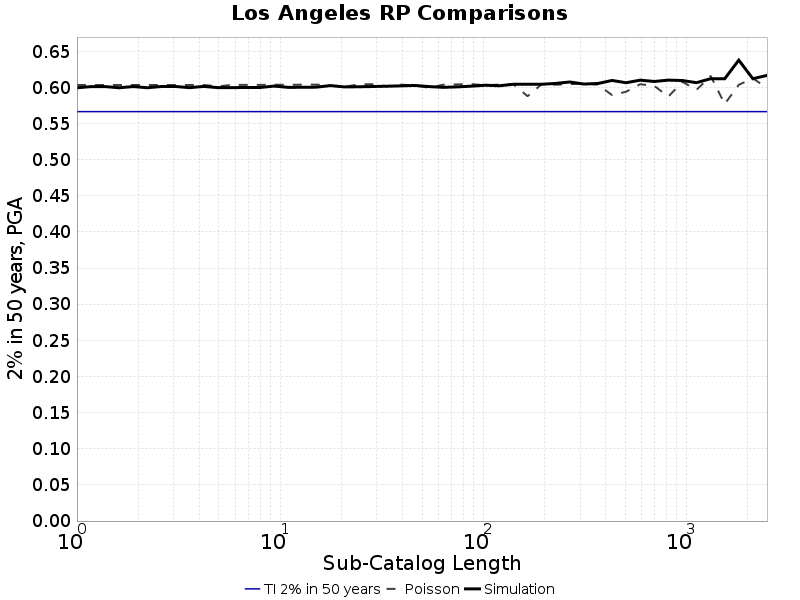 Los Angeles RP Comparisons
2% in 50 years, PGA
0.65
0.60
0.55
0.50
0.45
0.40
0.35
0.30
0.25
0.20
0.15
0.10
0.05
0.00
10^0 10^1 10^2 10^3
Sub-Catalog Length
TI 2% in 50 years Poisson Simulation